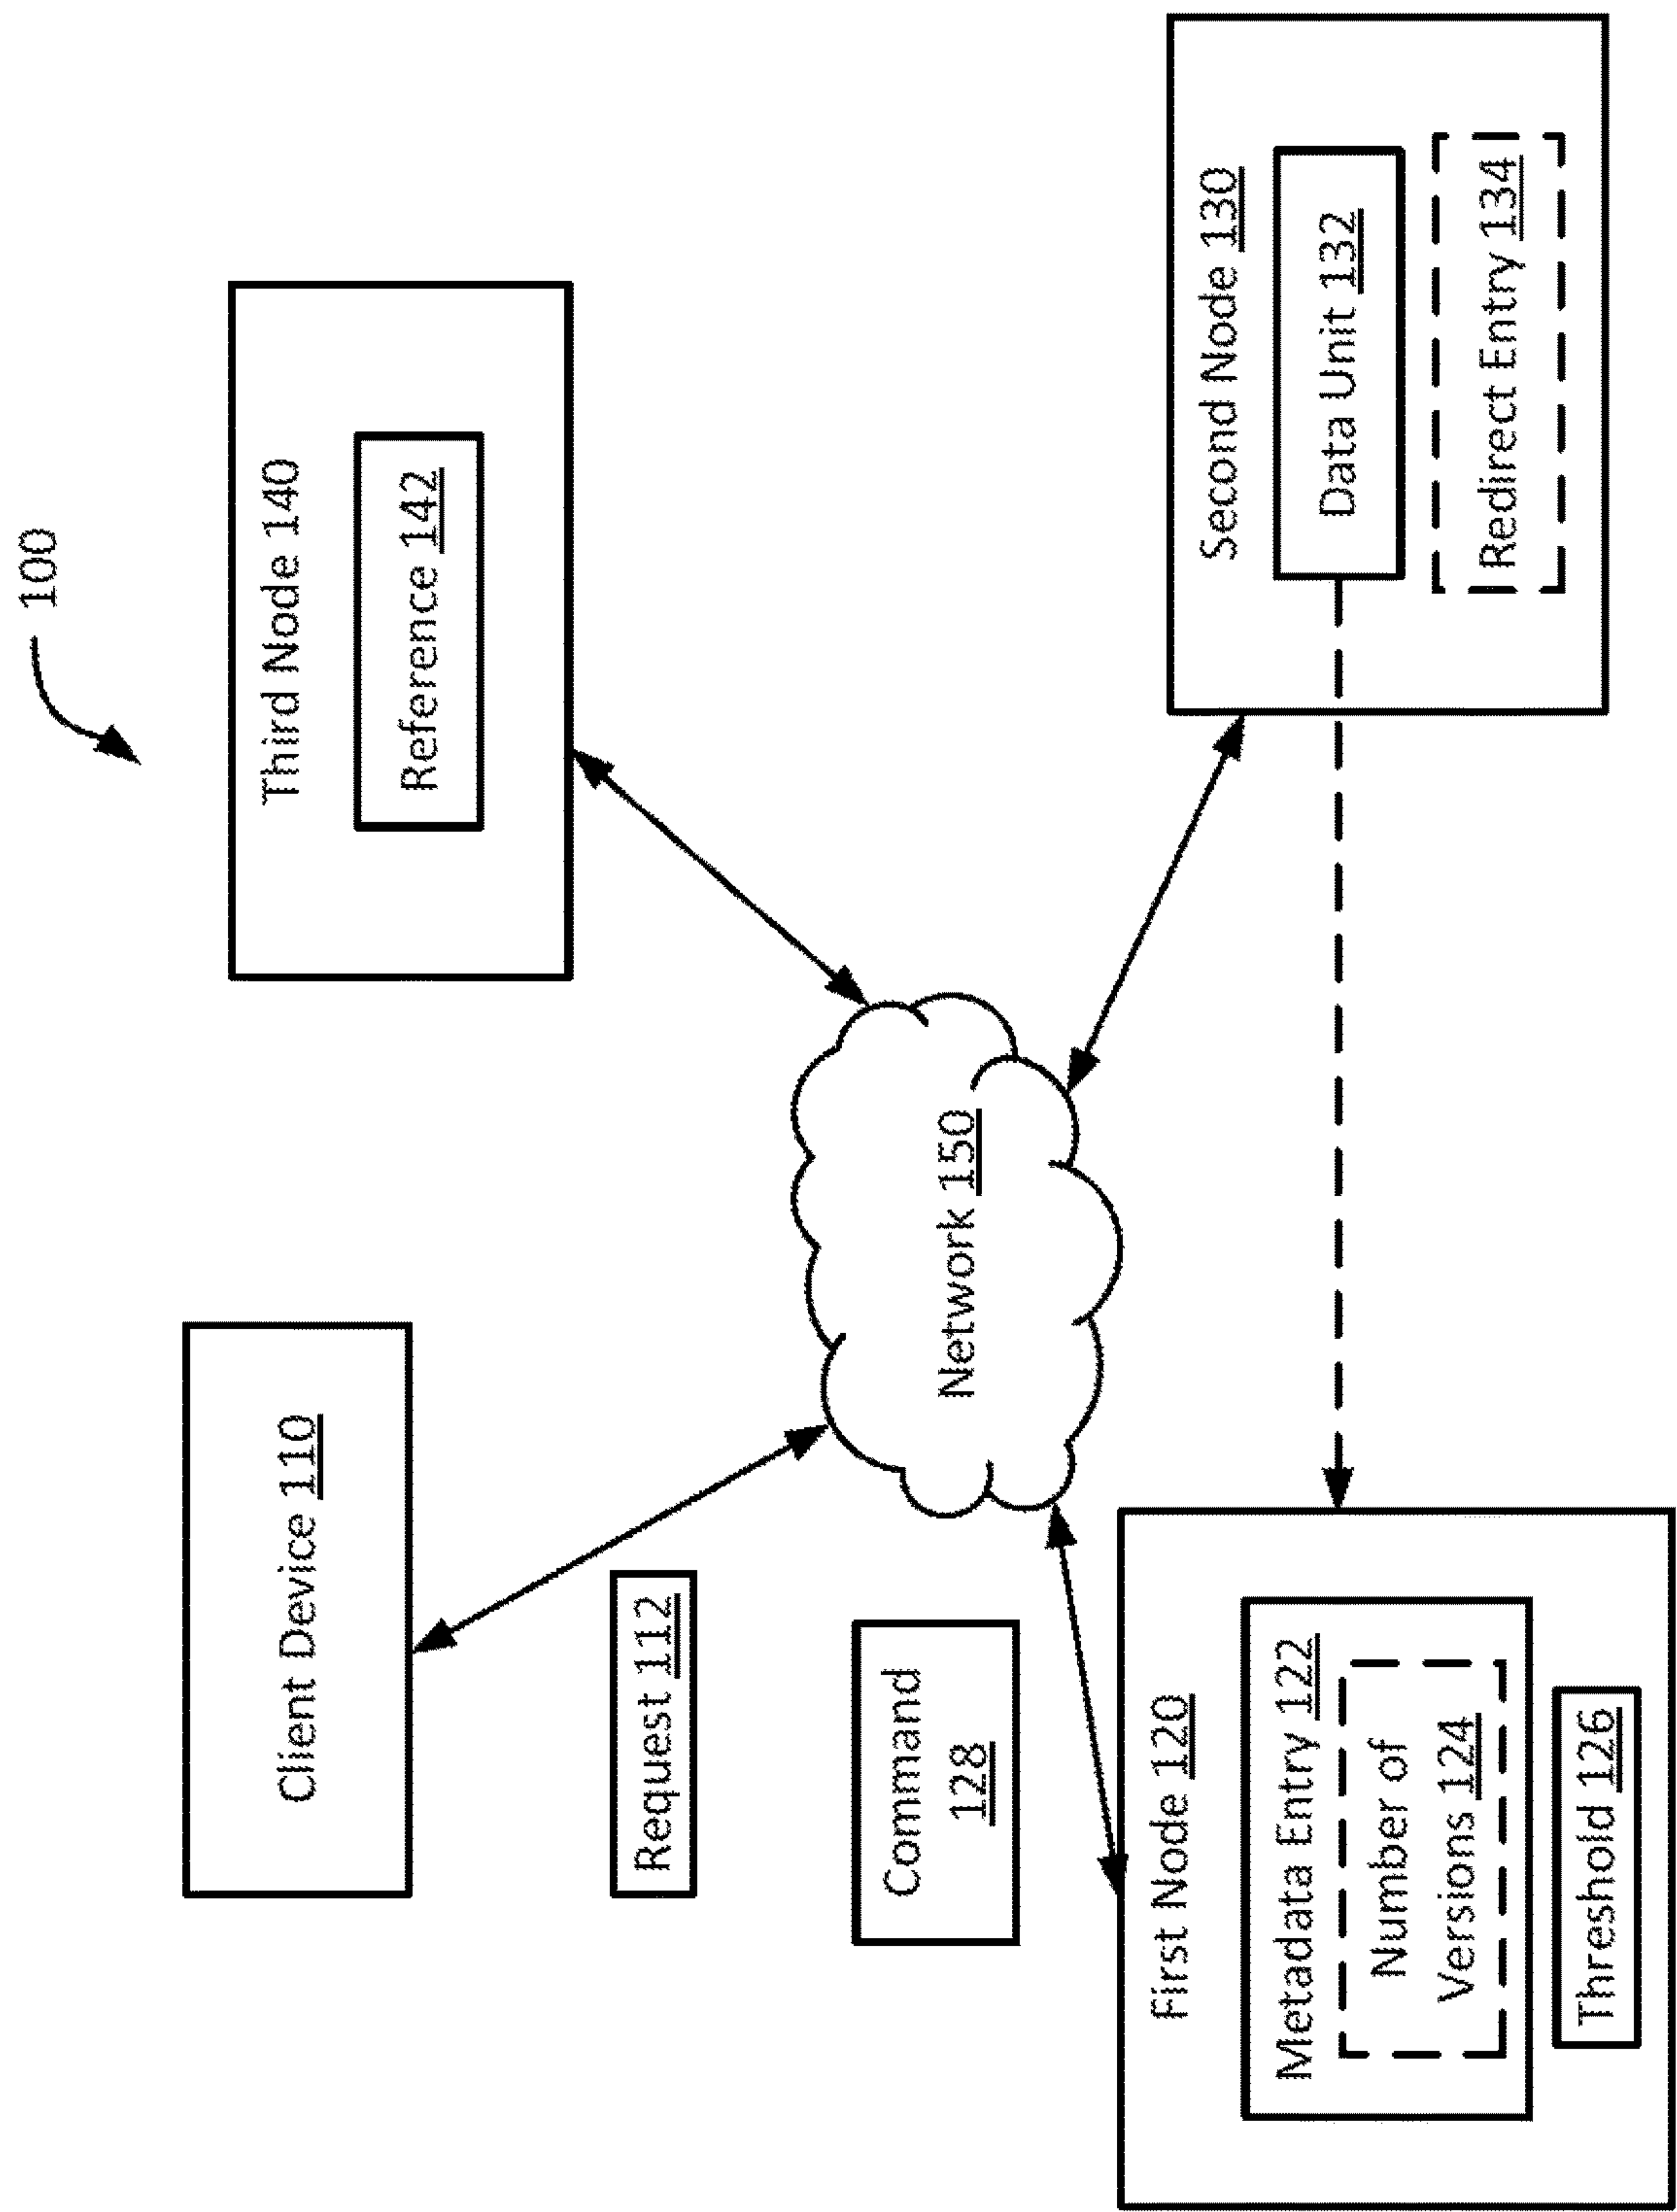 100
Client Device 110
Third Node 140
Reference 142
Request 112
Command
128
Network 150
First Node 120
Metadata Entry 122
Number of
Versions 124
Threshold 126
Second Node 130
Data Unit 132
Redirect Entry 134